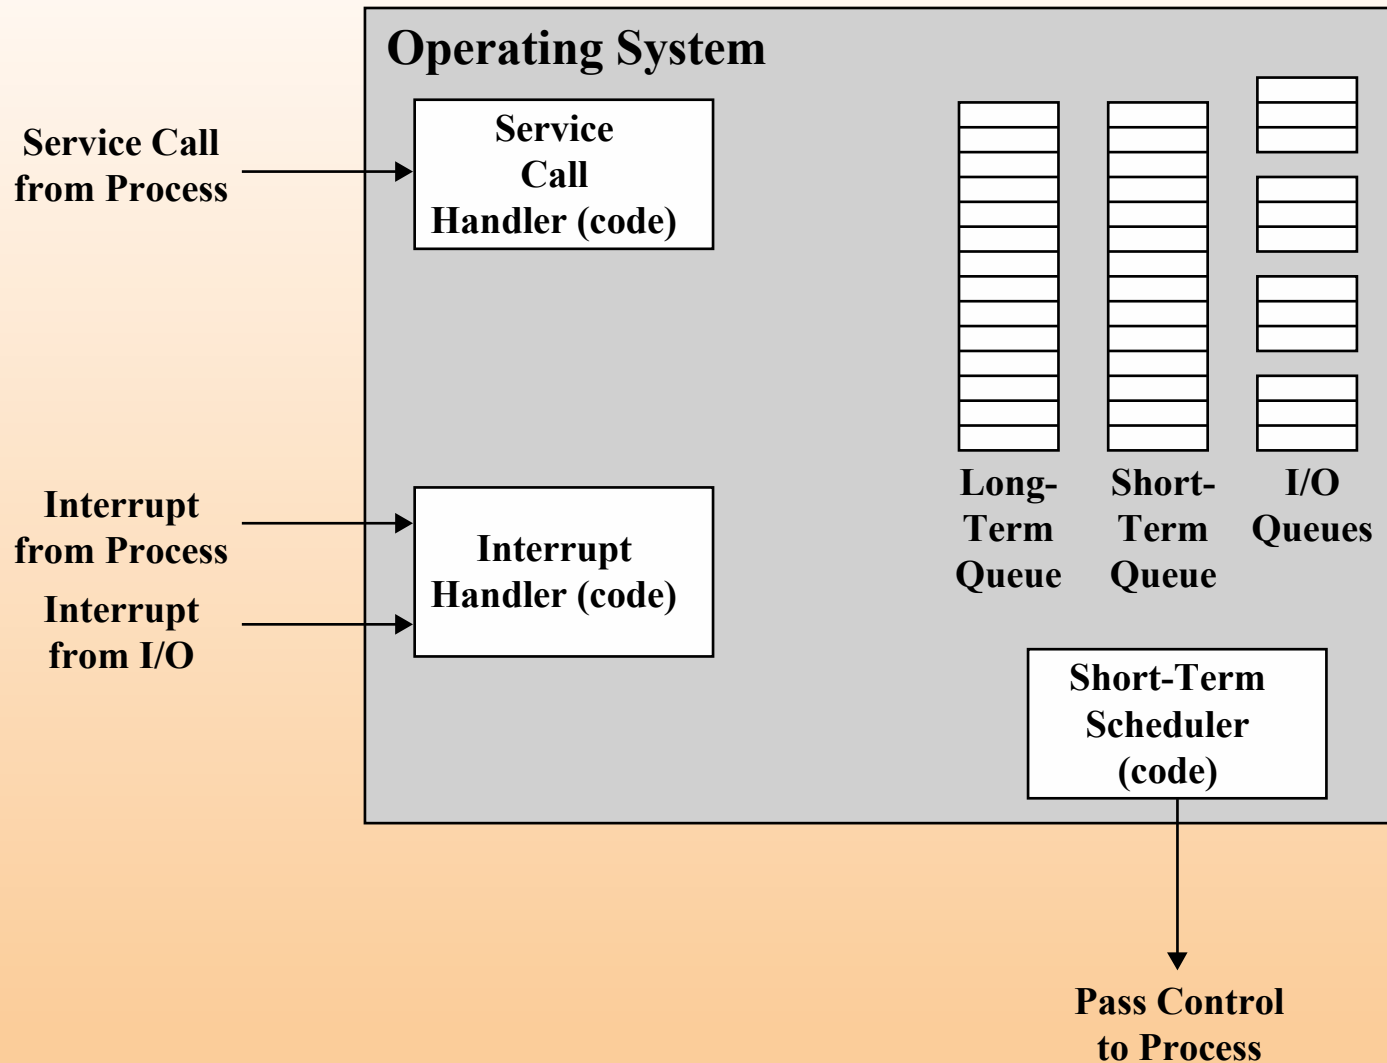 Operating System
Service Call
from Process
Service
Call
Handler (code)
Interrupt
from Process
Interrupt
from I/O
Interrupt
Handler (code)
Long-
Term
Queue
Short-
Term
Queue
I/O
Queues
Short-Term
Scheduler
(code)
Pass Control
to Process